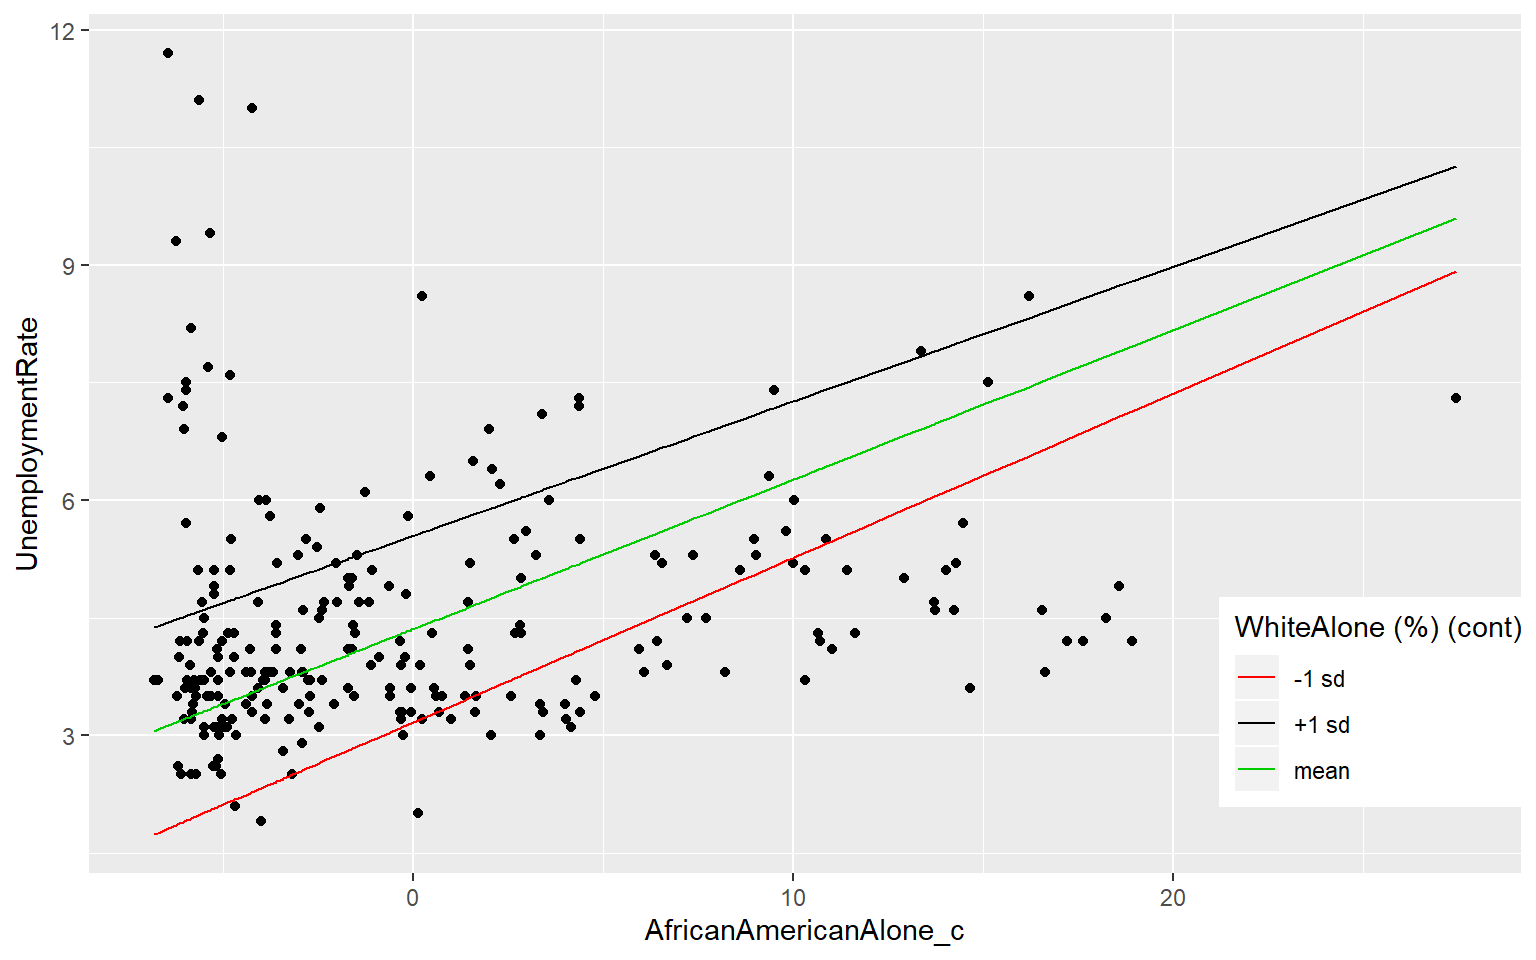 12
9
6
3
UnemploymentRate
0
10
20
AfricanAmericanAlone_c
WhiteAlone (%) (cont)
-1 sd
+1 sd
mean